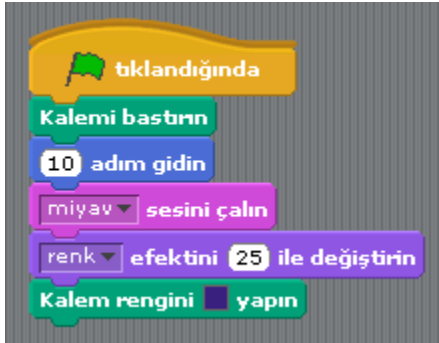 tıklandığında
Kalemi bastırın
10 adım gidin
miyav sesini çalın
renk efektini 25 ile değiştirin
Kalem rengini yapın